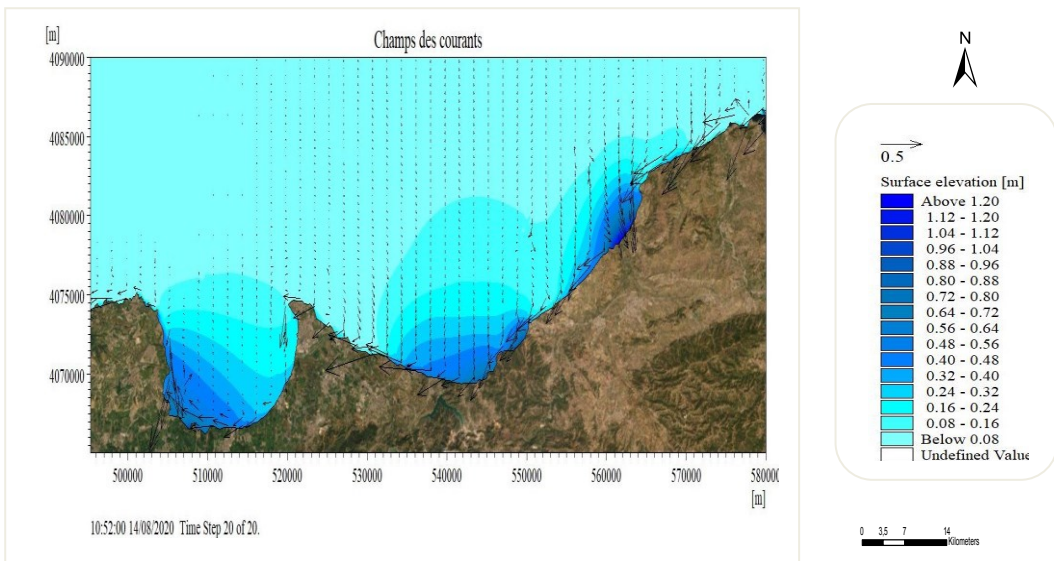 Champs des courants
[m]
4090000
4085000
4080000
4075000
4070000
500000
510000
520000
530000
540000
550000
560000
570000
580000
[m]
10:52:00 14/08/2020 Time Step 20 of 20.
N
0.5
Surface elevation [m]
Above 1.20
1.12 - 1.20
1.04 - 1.12
0.96 - 1.04
0.88 - 0.96
0.80 - 0.88
0.72 - 0.80
0.64 - 0.72
0.56 - 0.64
0.48 - 0.56
0.40 - 0.48
0.32 - 0.40
0.24 - 0.32
0.16 - 0.24
0.08 - 0.16
Below 0.08
Undefined Value
0 3,5 7 14
Kilometers